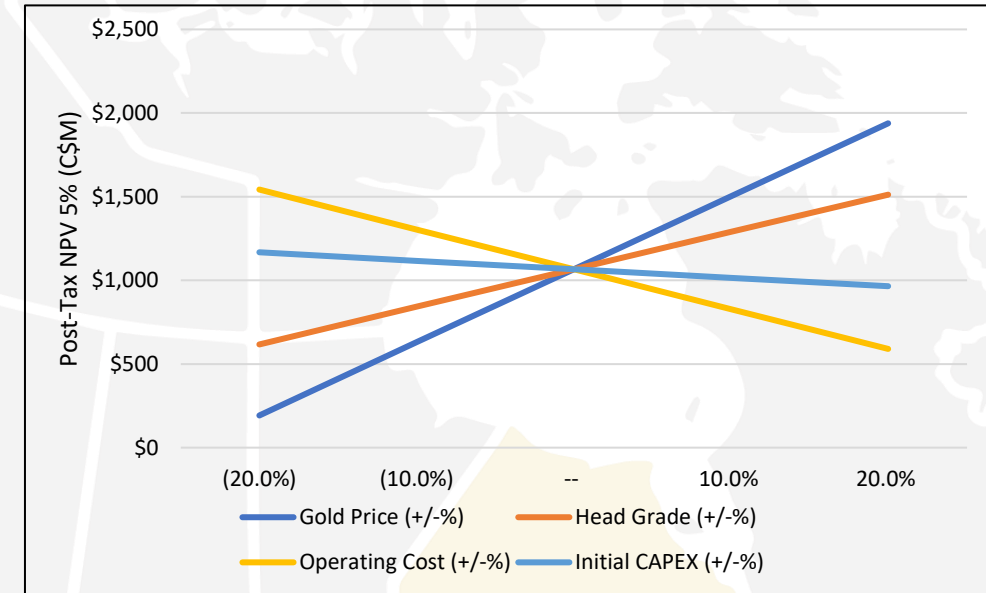 Post-Tax NPV 5% (C$M)
$2,500
$2,000
$1,500
$1,000
$500
$0
(20.0%) (10.0%) -- 10.0% 20.0%
Gold Price (+/-%) Head Grade (+/-%)
Operating Cost (+/-%) Initial CAPEX (+/-%)